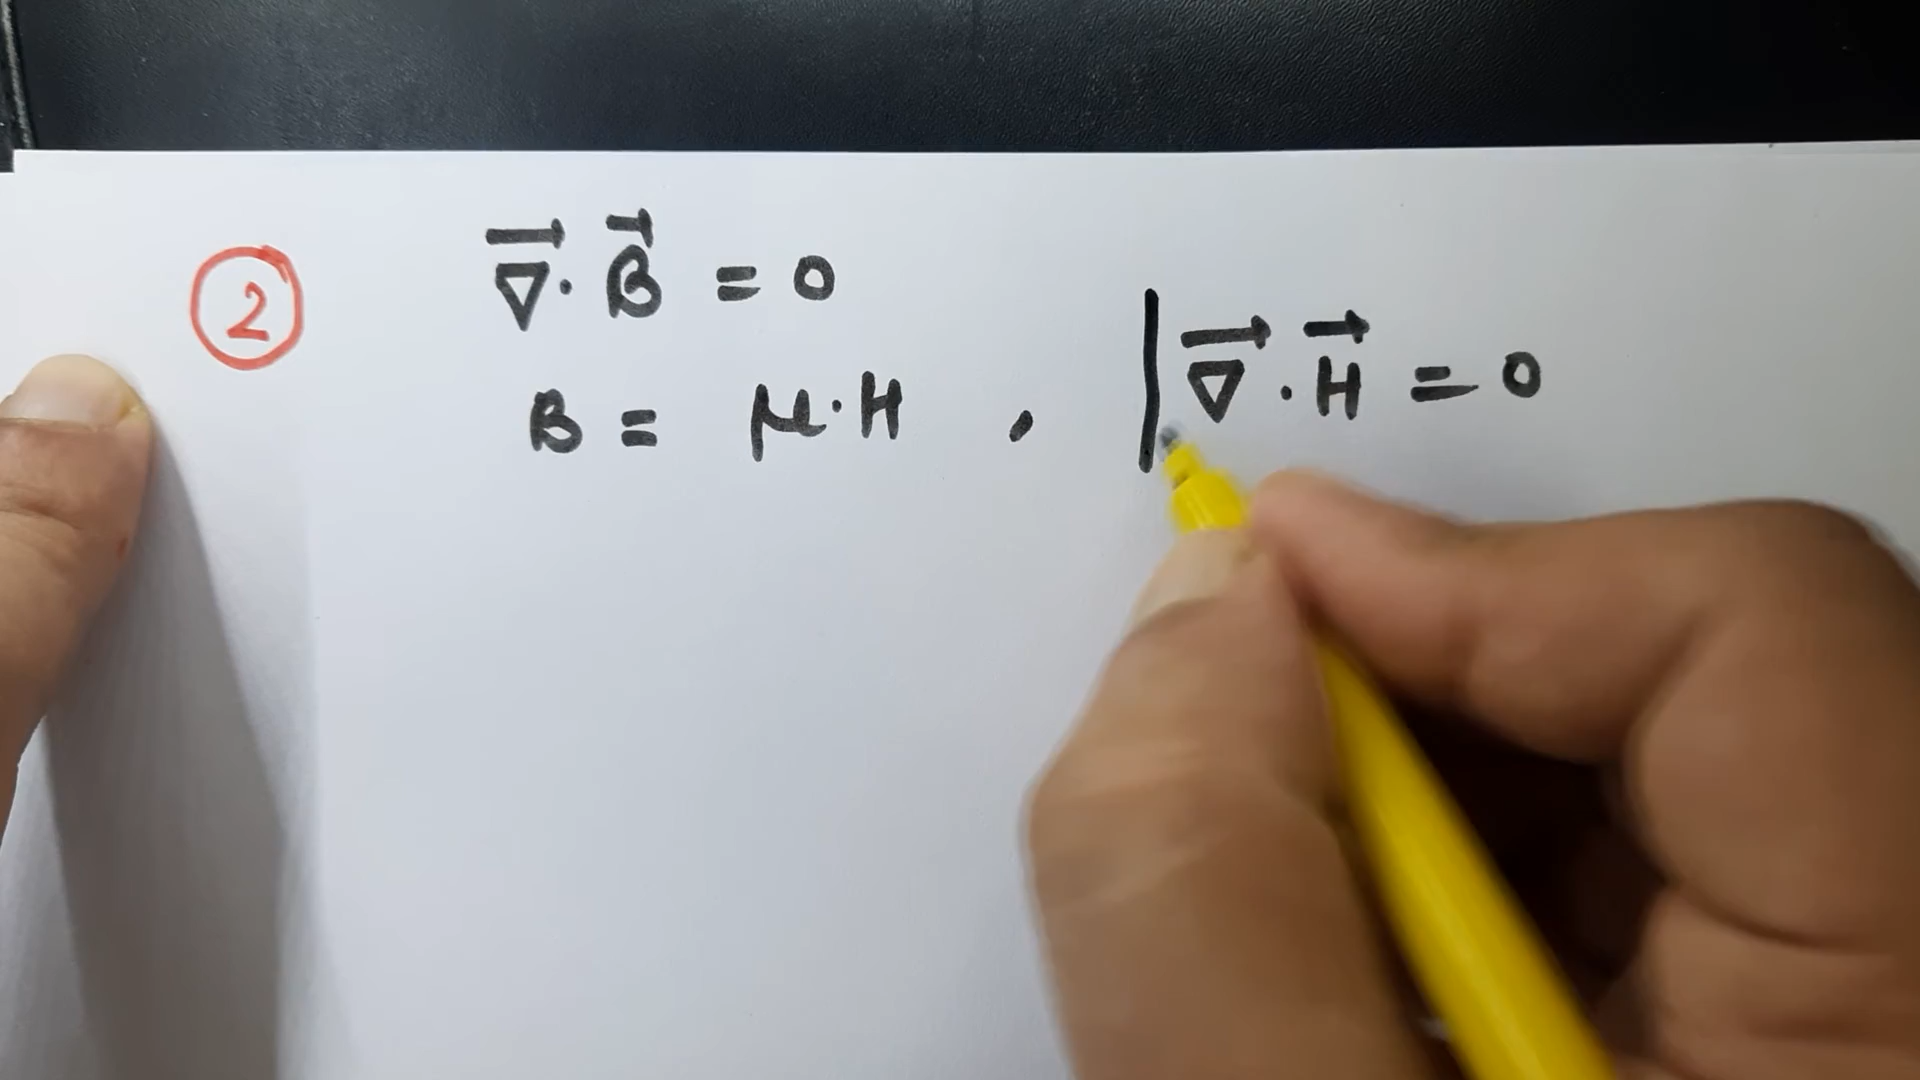 ② ∇⃗ · B⃗ = 0
B = μ · H , | ∇⃗ · H⃗ = 0